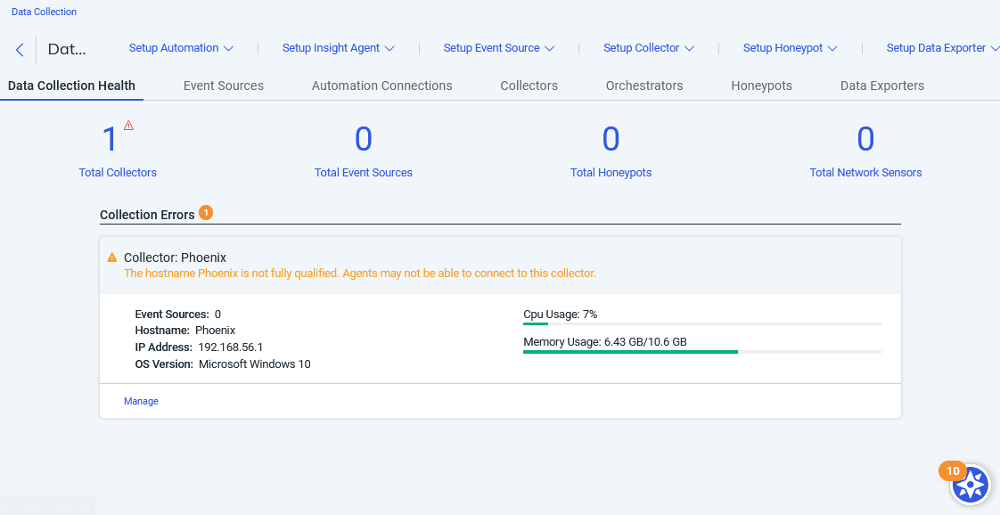 Data Collection
Dat... Setup Automation Setup Insight Agent Setup Event Source Setup Collector Setup Honeypot Setup Data Exporter
Data Collection Health Event Sources Automation Connections Collectors Orchestrators Honeypots Data Exporters
1 0 0 0
Total Collectors Total Event Sources Total Honeypots Total Network Sensors
Collection Errors 1
Collector: Phoenix
The hostname Phoenix is not fully qualified. Agents may not be able to connect to this collector.
Event Sources: 0
Hostname: Phoenix
IP Address: 192.168.56.1
OS Version: Microsoft Windows 10
Cpu Usage: 7%
Memory Usage: 6.43 GB/10.6 GB
Manage
10